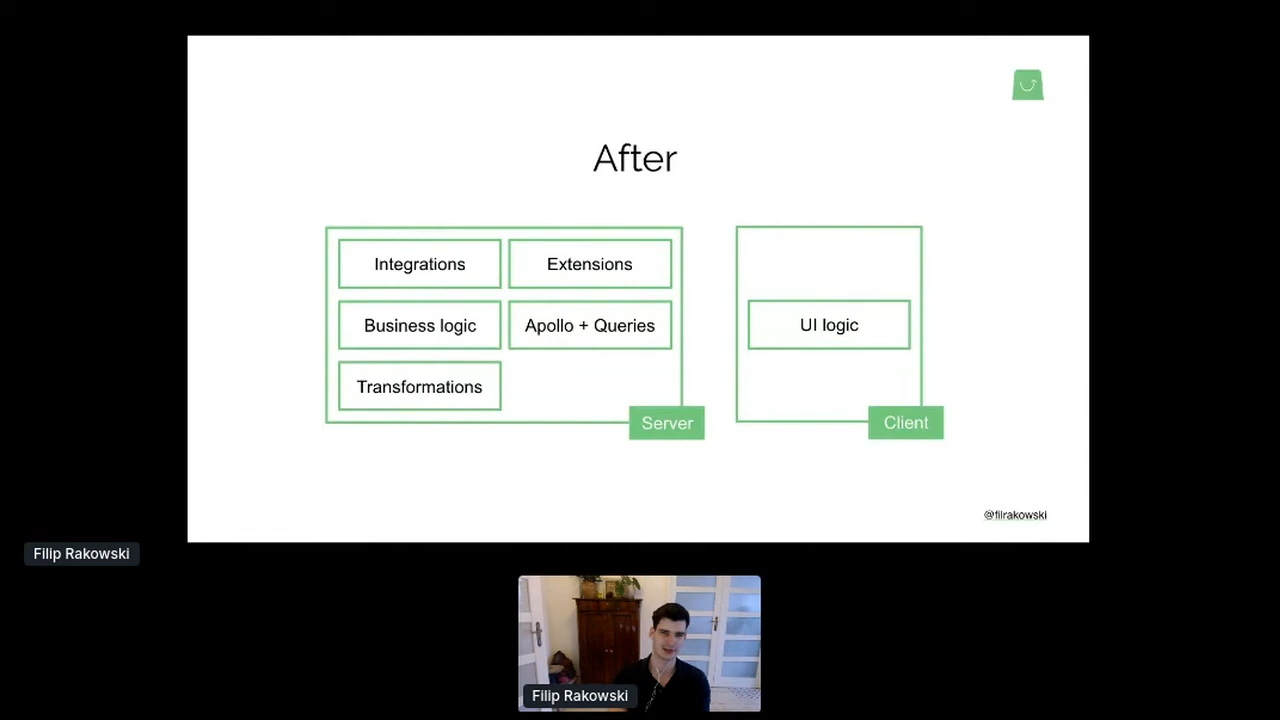 After
Integrations
Extensions
Business logic
Apollo + Queries
UI logic
Transformations
Server
Client
@filrakowski
Filip Rakowski
Filip Rakowski